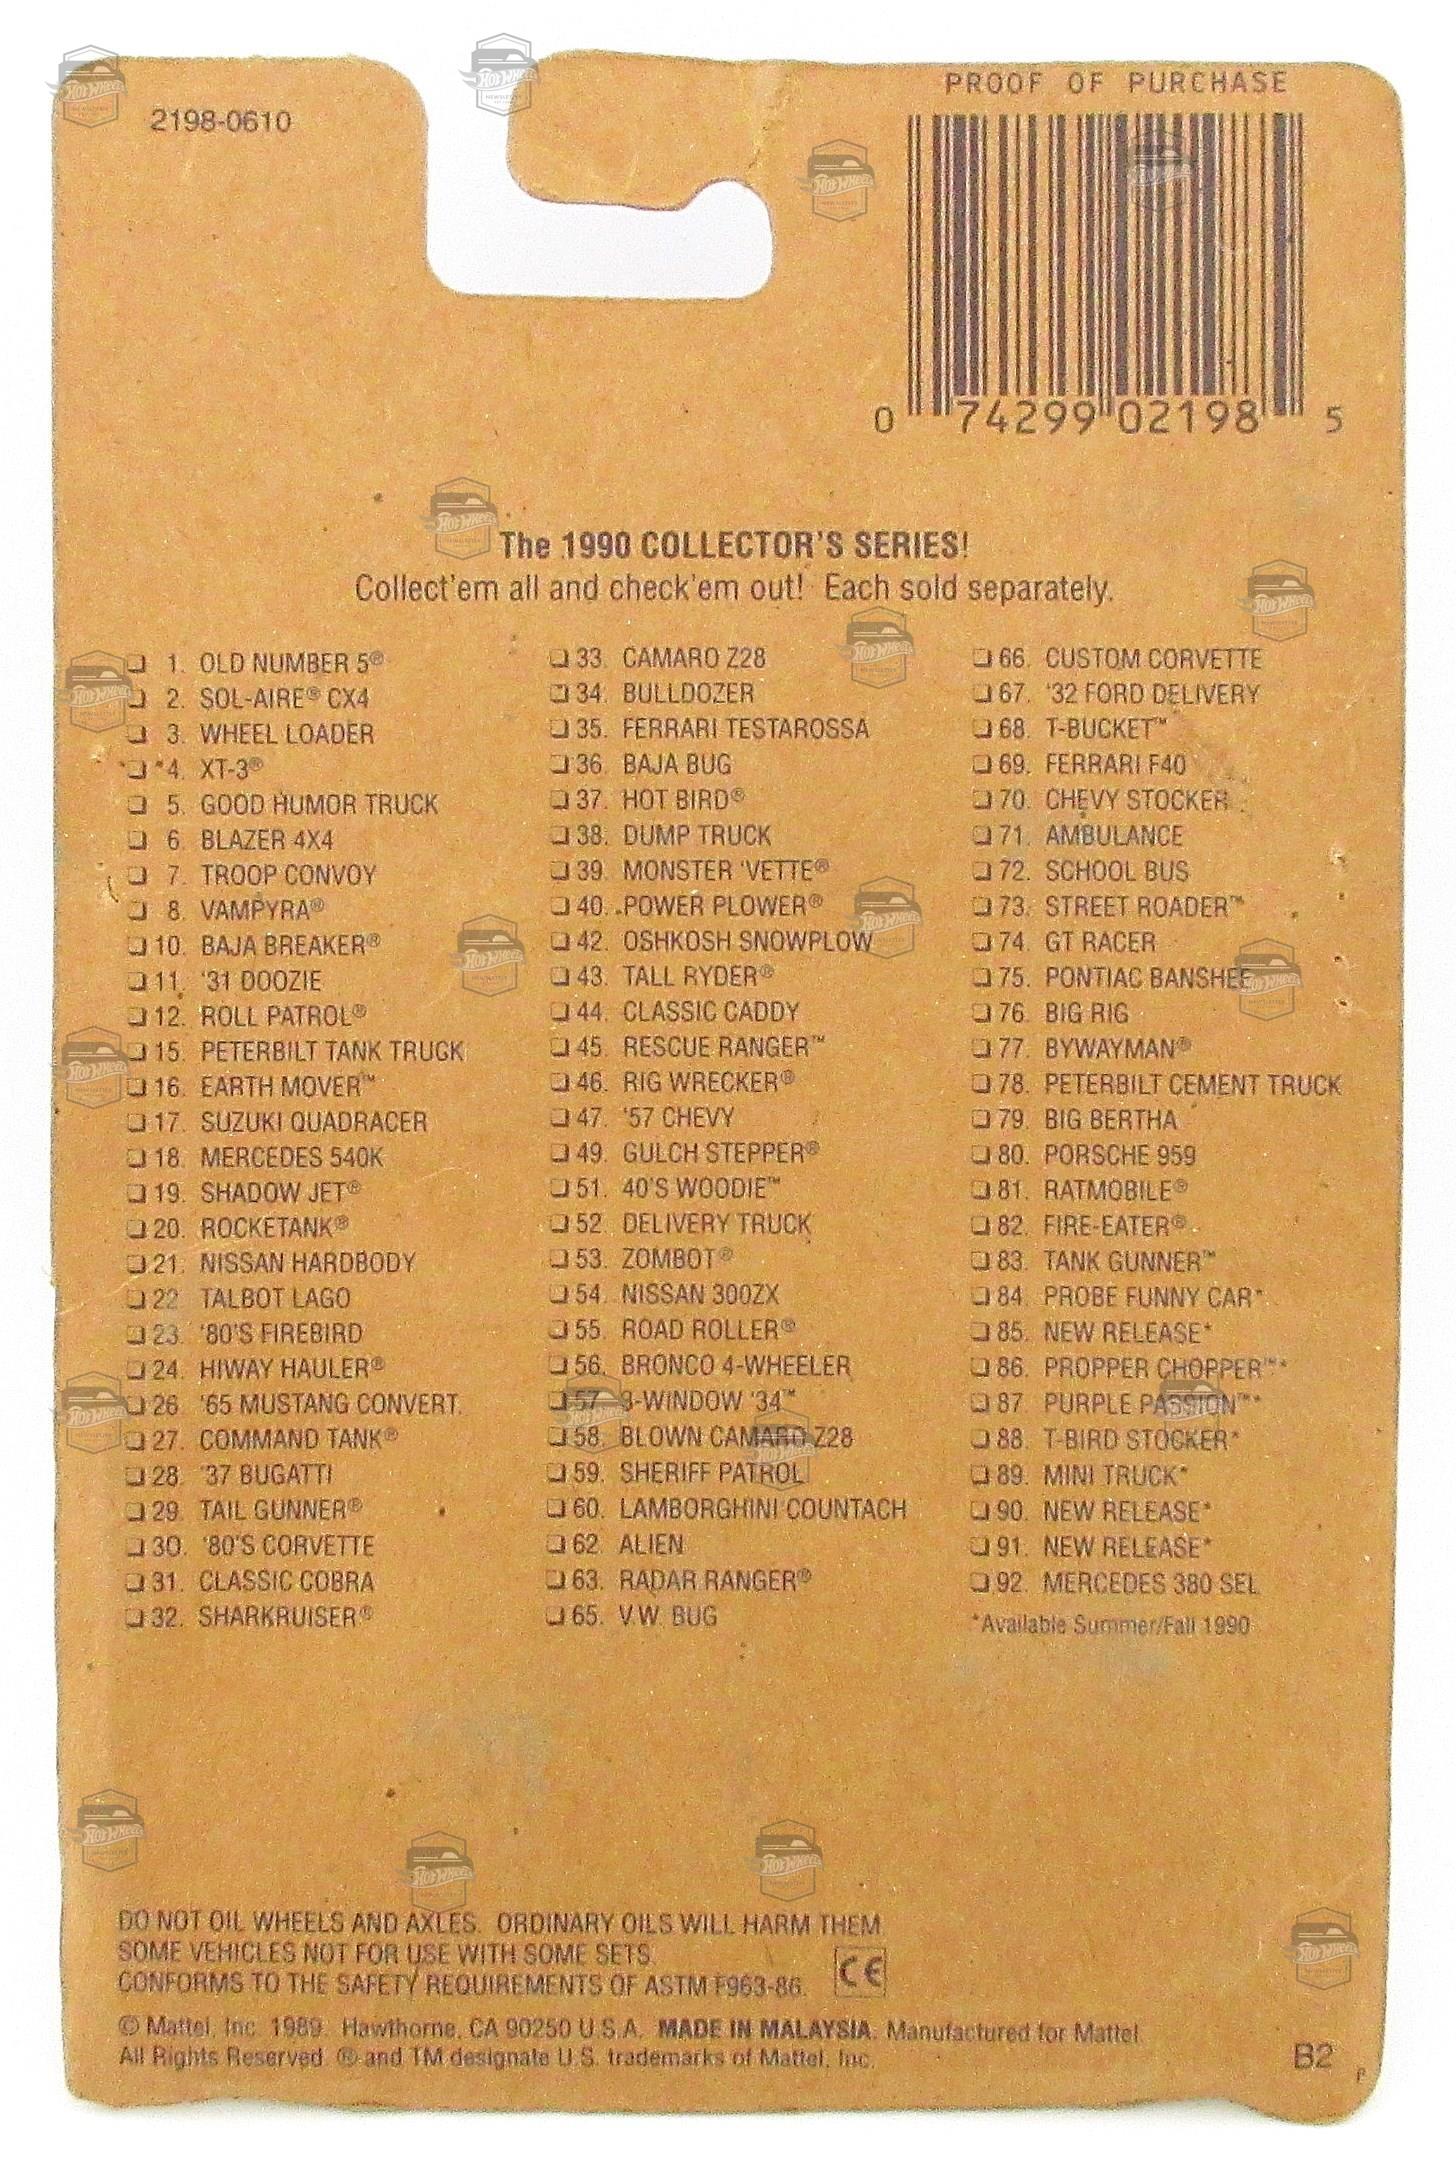 2198-0610
PROOF OF PURCHASE
0 74299 02198 5
The 1990 COLLECTOR'S SERIES!
Collect'em all and check'em out! Each sold separately.
❏ 1. OLD NUMBER 5®
❏ 2. SOL-AIRE® CX4
❏ 3. WHEEL LOADER
❏ *4. XT-3®
❏ 5. GOOD HUMOR TRUCK
❏ 6. BLAZER 4X4
❏ 7. TROOP CONVOY
❏ 8. VAMPYRA®
❏ 10. BAJA BREAKER®
❏ 11. '31 DOOZIE
❏ 12. ROLL PATROL®
❏ 15. PETERBILT TANK TRUCK
❏ 16. EARTH MOVER™
❏ 17. SUZUKI QUADRACER
❏ 18. MERCEDES 540K
❏ 19. SHADOW JET®
❏ 20. ROCKETANK®
❏ 21. NISSAN HARDBODY
❏ 22. TALBOT LAGO
❏ 23. '80'S FIREBIRD
❏ 24. HIWAY HAULER®
❏ 26. '65 MUSTANG CONVERT.
❏ 27. COMMAND TANK®
❏ 28. '37 BUGATTI
❏ 29. TAIL GUNNER®
❏ 30. '80'S CORVETTE
❏ 31. CLASSIC COBRA
❏ 32. SHARKRUISER®
❏ 33. CAMARO Z28
❏ 34. BULLDOZER
❏ 35. FERRARI TESTAROSSA
❏ 36. BAJA BUG
❏ 37. HOT BIRD®
❏ 38. DUMP TRUCK
❏ 39. MONSTER 'VETTE®
❏ 40. POWER PLOWER®
❏ 42. OSHKOSH SNOWPLOW
❏ 43. TALL RYDER®
❏ 44. CLASSIC CADDY
❏ 45. RESCUE RANGER™
❏ 46. RIG WRECKER®
❏ 47. '57 CHEVY
❏ 49. GULCH STEPPER®
❏ 51. 40'S WOODIE™
❏ 52. DELIVERY TRUCK
❏ 53. ZOMBOT®
❏ 54. NISSAN 300ZX
❏ 55. ROAD ROLLER®
❏ 56. BRONCO 4-WHEELER
❏ 57. 3-WINDOW '34™
❏ 58. BLOWN CAMARO Z28
❏ 59. SHERIFF PATROL
❏ 60. LAMBORGHINI COUNTACH
❏ 62. ALIEN
❏ 63. RADAR RANGER®
❏ 65. V.W. BUG
❏ 66. CUSTOM CORVETTE
❏ 67. '32 FORD DELIVERY
❏ 68. T-BUCKET™
❏ 69. FERRARI F40
❏ 70. CHEVY STOCKER
❏ 71. AMBULANCE
❏ 72. SCHOOL BUS
❏ 73. STREET ROADER™
❏ 74. GT RACER
❏ 75. PONTIAC BANSHEE
❏ 76. BIG RIG
❏ 77. BYWAYMAN®
❏ 78. PETERBILT CEMENT TRUCK
❏ 79. BIG BERTHA
❏ 80. PORSCHE 959
❏ 81. RATMOBILE®
❏ 82. FIRE-EATER®
❏ 83. TANK GUNNER™
❏ 84. PROBE FUNNY CAR*
❏ 85. NEW RELEASE*
❏ 86. PROPPER CHOPPER™*
❏ 87. PURPLE PASSION™*
❏ 88. T-BIRD STOCKER*
❏ 89. MINI TRUCK*
❏ 90. NEW RELEASE*
❏ 91. NEW RELEASE*
❏ 92. MERCEDES 380 SEL
*Available Summer/Fall 1990
DO NOT OIL WHEELS AND AXLES. ORDINARY OILS WILL HARM THEM
SOME VEHICLES NOT FOR USE WITH SOME SETS.
CONFORMS TO THE SAFETY REQUIREMENTS OF ASTM F963-86. CE
© Mattel, Inc. 1989. Hawthorne, CA 90250 U.S.A. MADE IN MALAYSIA. Manufactured for Mattel.
All Rights Reserved. ® and TM designate U.S. trademarks of Mattel, Inc.
B2
P